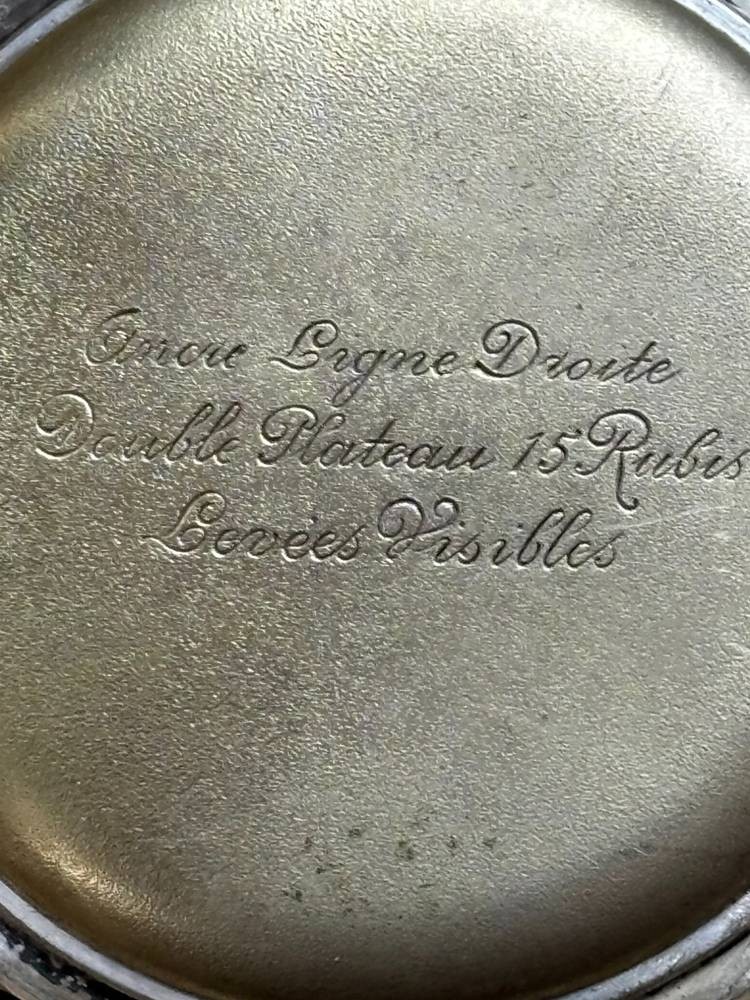 Ancre Ligne Droite
Double Plateau 15 Rubis
Levées Visibles